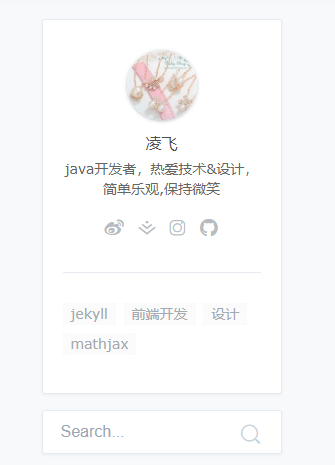 凌飞
java开发者，热爱技术&设计，
简单乐观,保持微笑
jekyll 前端开发 设计
mathjax
Search...